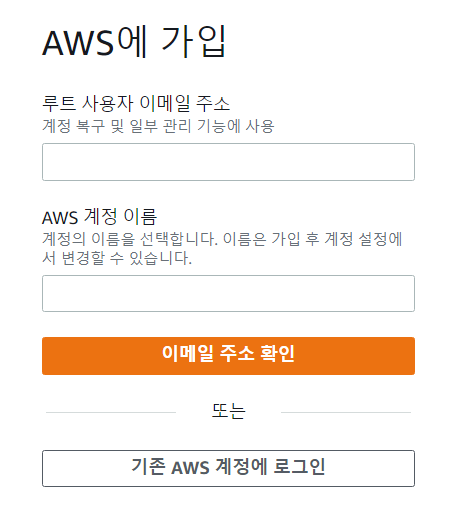 AWS에 가입
루트 사용자 이메일 주소
계정 복구 및 일부 관리 기능에 사용
AWS 계정 이름
계정의 이름을 선택합니다. 이름은 가입 후 계정 설정에
서 변경할 수 있습니다.
이메일 주소 확인
또는
기존 AWS 계정에 로그인